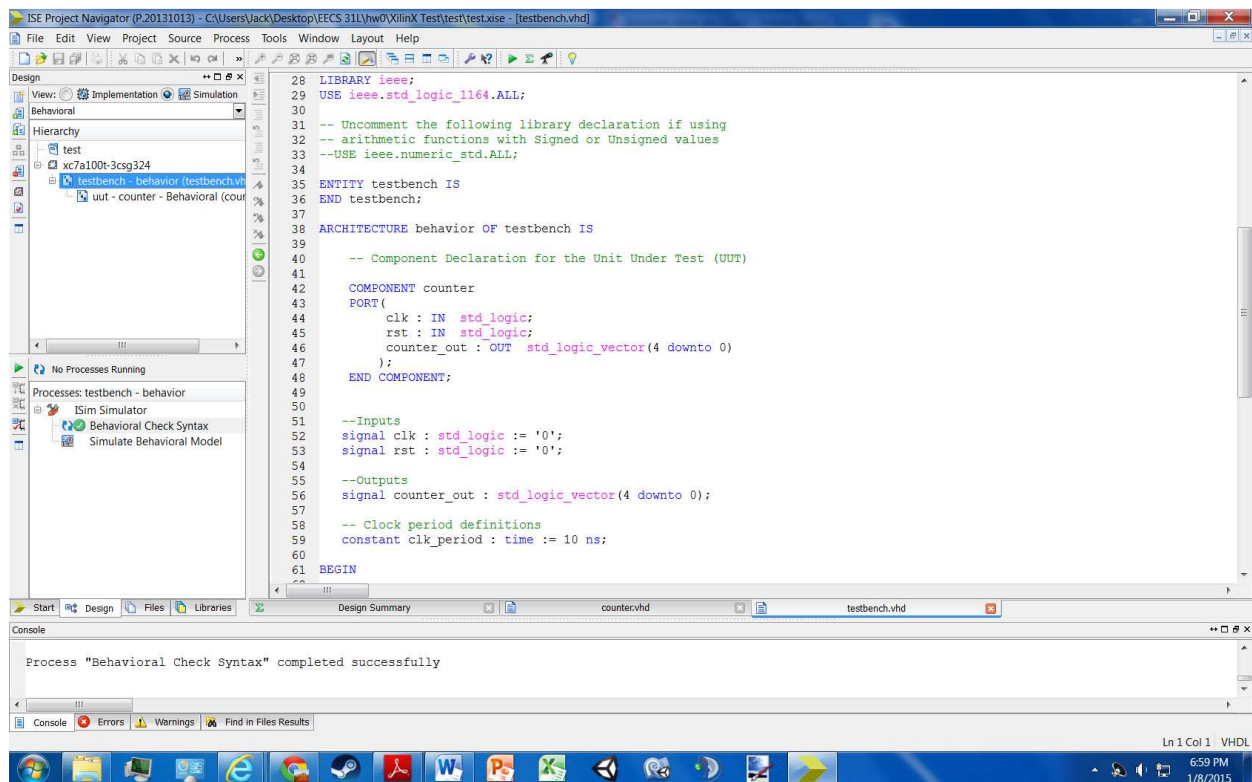 ISE Project Navigator (P.20131013) - C:\Users\Jack\Desktop\EECS 31L\hw0\XilinX Test\test\test.xise - [testbench.vhd]
File Edit View Project Source Process Tools Window Layout Help
Design
View: Implementation Simulation
Behavioral
Hierarchy
test
xc7a100t-3csg324
testbench - behavior (testbench.vh
uut - counter - Behavioral (cour
No Processes Running
Processes: testbench - behavior
ISim Simulator
Behavioral Check Syntax
Simulate Behavioral Model
Start Design Files Libraries
28 LIBRARY ieee;
29 USE ieee.std_logic_1164.ALL;
30
31 -- Uncomment the following library declaration if using
32 -- arithmetic functions with Signed or Unsigned values
33 --USE ieee.numeric_std.ALL;
34
35 ENTITY testbench IS
36 END testbench;
37
38 ARCHITECTURE behavior OF testbench IS
39
40 -- Component Declaration for the Unit Under Test (UUT)
41
42 COMPONENT counter
43 PORT(
44 clk : IN std_logic;
45 rst : IN std_logic;
46 counter_out : OUT std_logic_vector(4 downto 0)
47 );
48 END COMPONENT;
49
50
51 --Inputs
52 signal clk : std_logic := '0';
53 signal rst : std_logic := '0';
54
55 --Outputs
56 signal counter_out : std_logic_vector(4 downto 0);
57
58 -- Clock period definitions
59 constant clk_period : time := 10 ns;
60
61 BEGIN
Design Summary counter.vhd testbench.vhd
Console
Process "Behavioral Check Syntax" completed successfully
Console Errors Warnings Find in Files Results
Ln 1 Col 1 VHDL
6:59 PM
1/8/2015